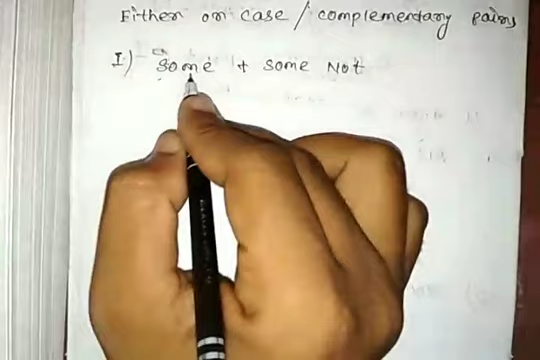 Either or case / complementary pairs
I) Some + Some Not